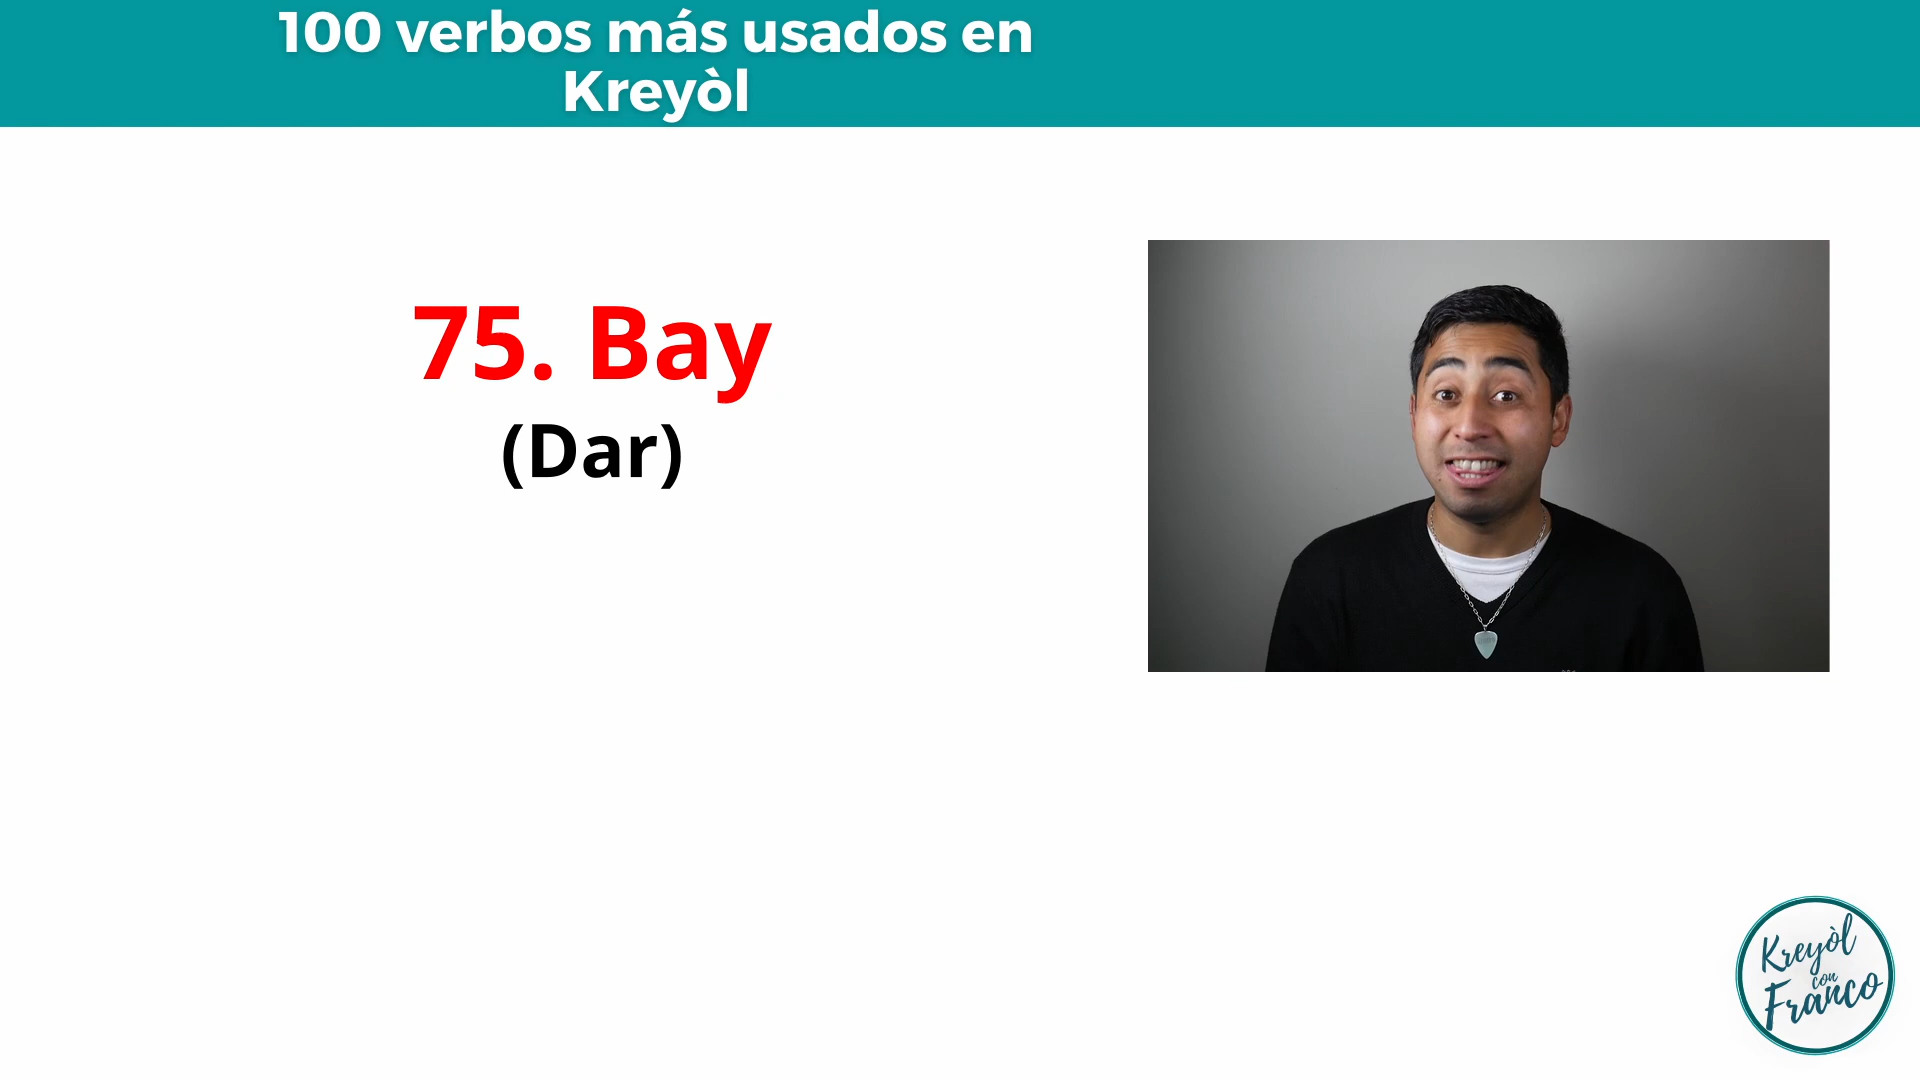 100 verbos más usados en
Kreyòl
75. Bay
(Dar)
Kreyòl
con
Franco